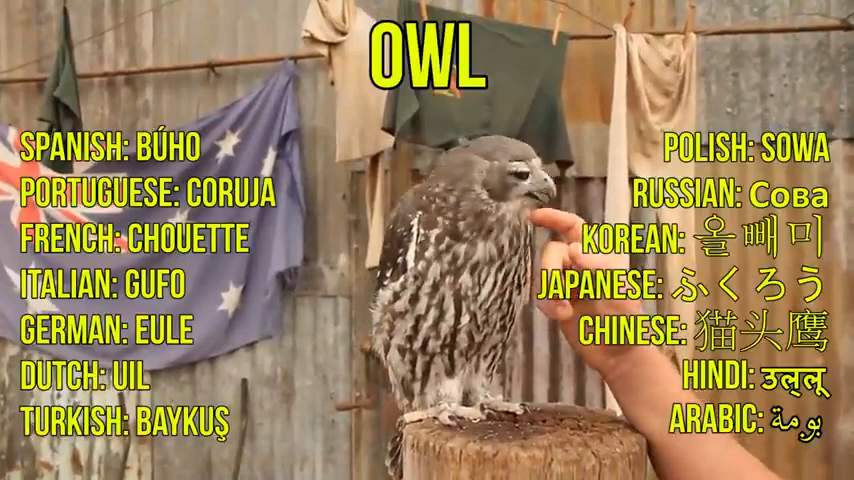 OWL
SPANISH: BÚHO
PORTUGUESE: CORUJA
FRENCH: CHOUETTE
ITALIAN: GUFO
GERMAN: EULE
DUTCH: UIL
TURKISH: BAYKUŞ
POLISH: SOWA
RUSSIAN: Сова
KOREAN: 올빼미
JAPANESE: ふくろう
CHINESE: 猫头鹰
HINDI: उल्लू
ARABIC: بومة